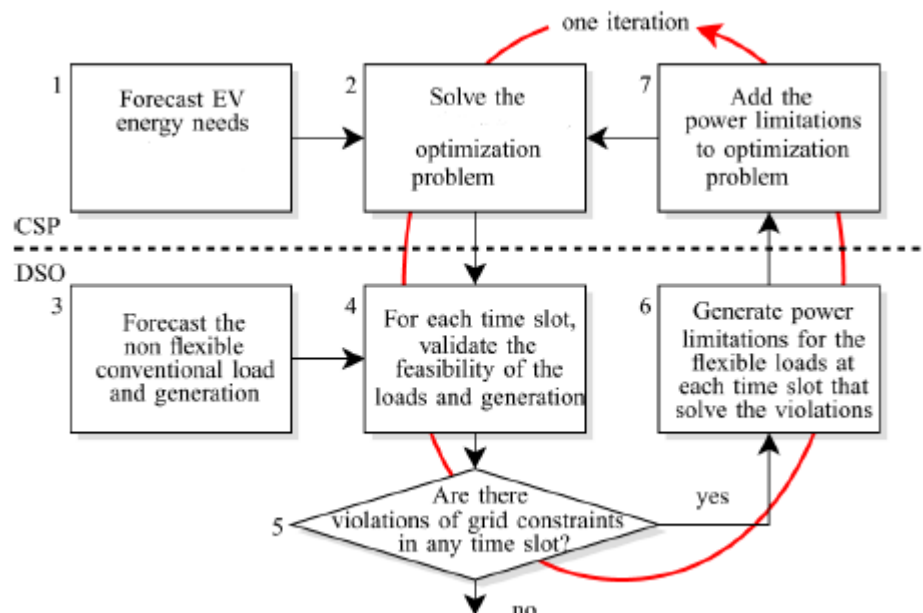 one iteration
1
Forecast EV
energy needs
2
Solve the
optimization
problem
7
Add the
power limitations
to optimization
problem
CSP
DSO
3
Forecast the
non flexible
conventional load
and generation
4
For each time slot,
validate the
feasibility of the
loads and generation
6
Generate power
limitations for the
flexible loads at
each time slot that
solve the violations
5
Are there
violations of grid constraints
in any time slot?
yes
no